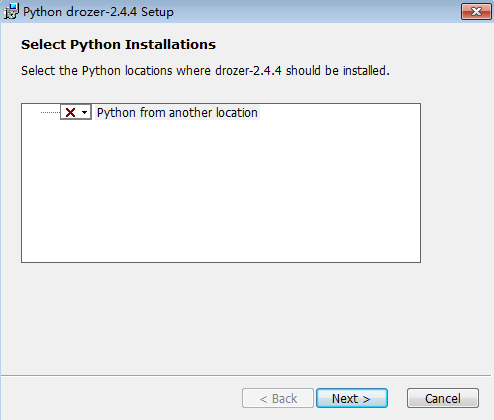 Python drozer-2.4.4 Setup
Select Python Installations
Select the Python locations where drozer-2.4.4 should be installed.
Python from another location
< Back
Next >
Cancel